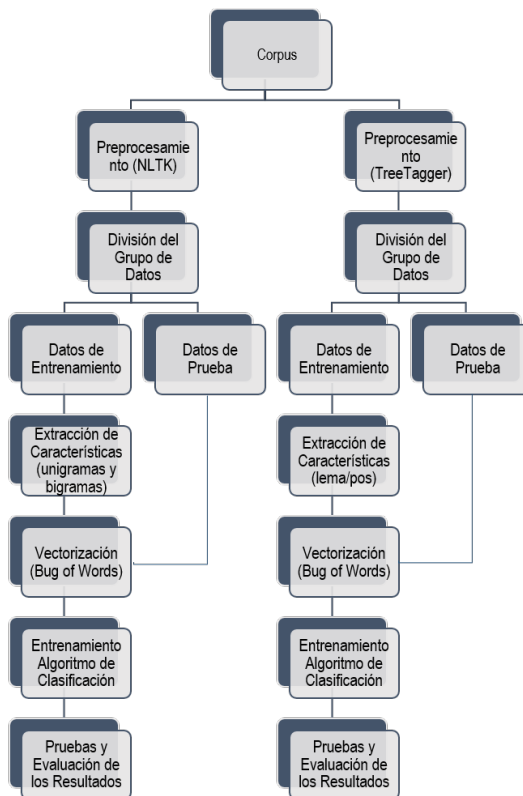 Corpus
Preprocesamie
nto (NLTK)
Preprocesamie
nto
(TreeTagger)
División del
Grupo de
Datos
División del
Grupo de
Datos
Datos de
Entrenamiento
Datos de
Prueba
Datos de
Entrenamiento
Datos de
Prueba
Extracción de
Características
(unigramas y
bigramas)
Extracción de
Características
(lema/pos)
Vectorización
(Bug of Words)
Vectorización
(Bug of Words)
Entrenamiento
Algoritmo de
Clasificación
Entrenamiento
Algoritmo de
Clasificación
Pruebas y
Evaluación de
los Resultados
Pruebas y
Evaluación de
los Resultados